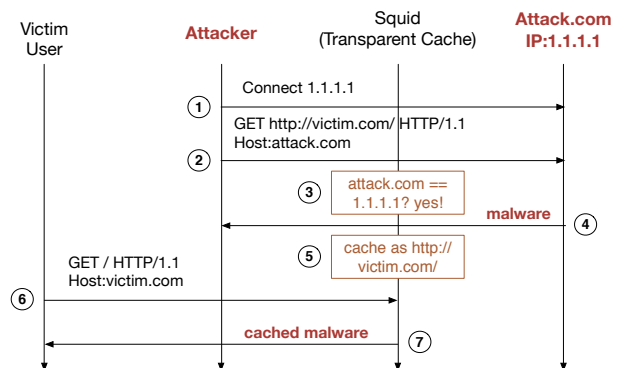 Victim
User
Attacker
Squid
(Transparent Cache)
Attack.com
IP:1.1.1.1
Connect 1.1.1.1
1
GET http://victim.com/ HTTP/1.1
Host:attack.com
2
3
attack.com ==
1.1.1.1? yes!
malware
4
5
cache as http://
victim.com/
GET / HTTP/1.1
Host:victim.com
6
cached malware
7